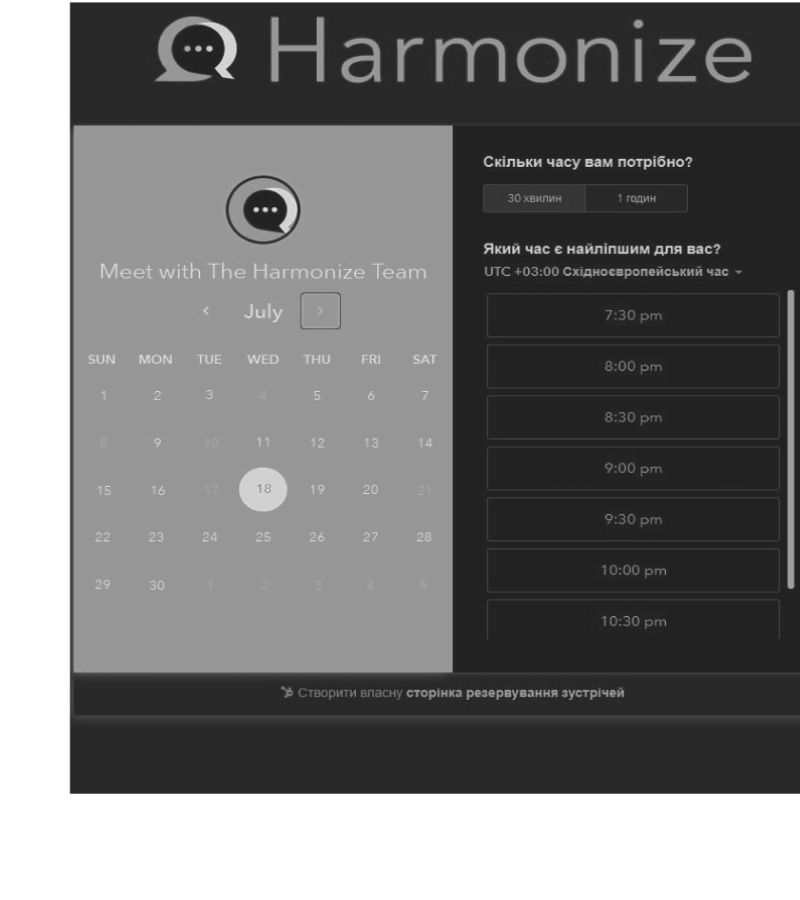 Harmonize
Meet with The Harmonize Team
July
SUN MON TUE WED THU FRI SAT
1 2 3 4 5 6 7
8 9 10 11 12 13 14
15 16 17 18 19 20 21
22 23 24 25 26 27 28
29 30 1 2 3 4 5
Скільки часу вам потрібно?
30 хвилин 1 годин
Який час є найліпшим для вас?
UTC +03:00 Східноєвропейський час
7:30 pm
8:00 pm
8:30 pm
9:00 pm
9:30 pm
10:00 pm
10:30 pm
Створити власну сторінка резервування зустрічей